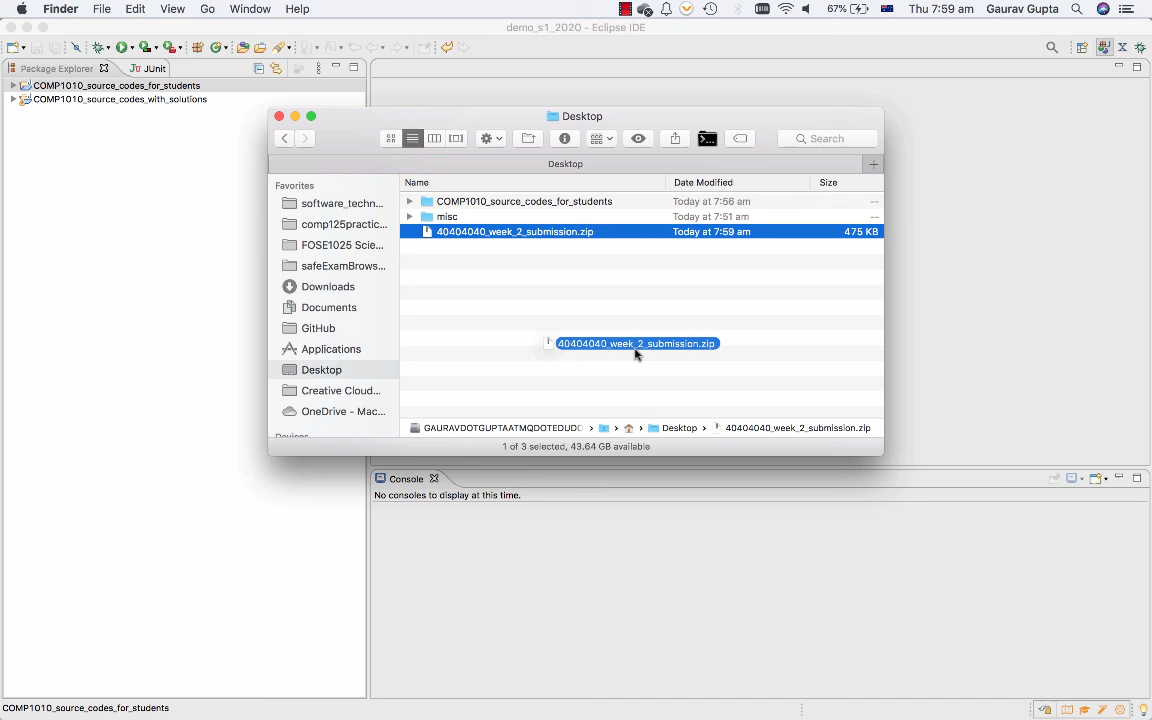 Finder File Edit View Go Window Help 67% Thu 7:59 am Gaurav Gupta
demo_s1_2020 - Eclipse IDE
Package Explorer JUnit
COMP1010_source_codes_for_students
COMP1010_source_codes_with_solutions
Desktop
Search
Desktop
Favorites
software_techn...
comp125practic...
FOSE1025 Scie...
safeExamBrows...
Downloads
Documents
GitHub
Applications
Desktop
Creative Cloud...
OneDrive - Mac...
Name Date Modified Size
COMP1010_source_codes_for_students Today at 7:56 am --
misc Today at 7:51 am --
40404040_week_2_submission.zip Today at 7:59 am 475 KB
40404040_week_2_submission.zip
GAURAVDOTGUPTAATMQDOTEDUDO › › › Desktop › 40404040_week_2_submission.zip
1 of 3 selected, 43.64 GB available
Console
No consoles to display at this time.
COMP1010_source_codes_for_students